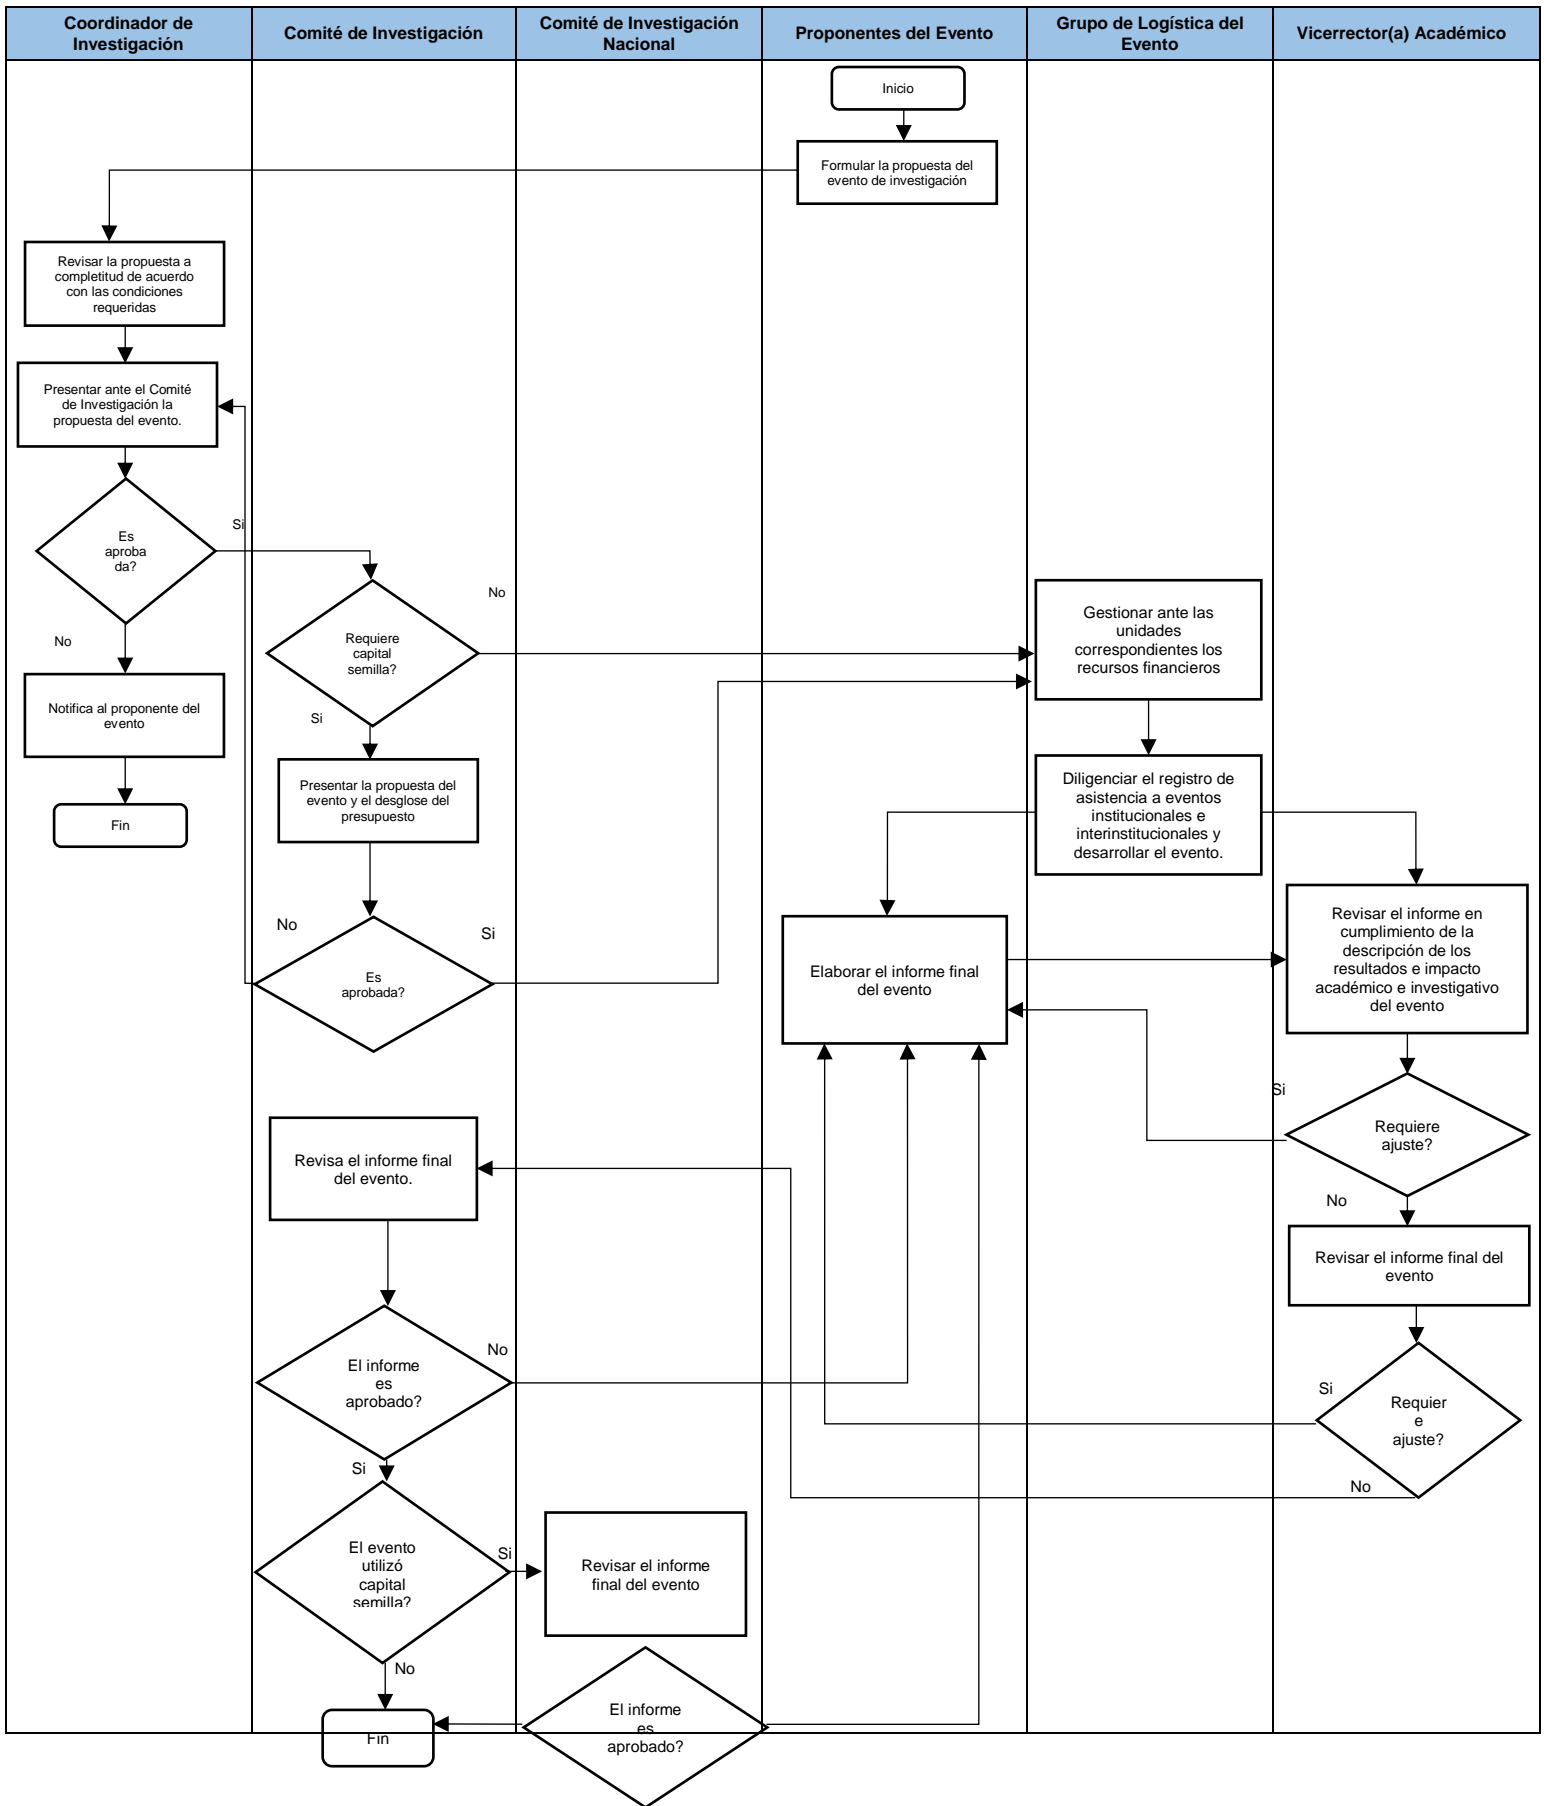 Coordinador de
Investigación
Comité de Investigación
Comité de Investigación
Nacional
Proponentes del Evento
Grupo de Logística del
Evento
Vicerrector(a) Académico
Inicio
Formular la propuesta del
evento de investigación
Revisar la propuesta a
completitud de acuerdo
con las condiciones
requeridas
Presentar ante el Comité
de Investigación la
propuesta del evento.
Es
aproba
da?
Si
No
Notifica al proponente del
evento
Fin
Requiere
capital
semilla?
No
Si
Gestionar ante las
unidades
correspondientes los
recursos financieros
Presentar la propuesta del
evento y el desglose del
presupuesto
Diligenciar el registro de
asistencia a eventos
institucionales e
interinstitucionales y
desarrollar el evento.
No
Si
Es
aprobada?
Elaborar el informe final
del evento
Revisar el informe en
cumplimiento de la
descripción de los
resultados e impacto
académico e investigativo
del evento
Si
Requiere
ajuste?
No
Revisa el informe final
del evento.
Revisar el informe final del
evento
El informe
es
aprobado?
No
Si
Si
Requier
e
ajuste?
No
El evento
utilizó
capital
semilla?
Si
Revisar el informe
final del evento
No
Fin
El informe
es
aprobado?